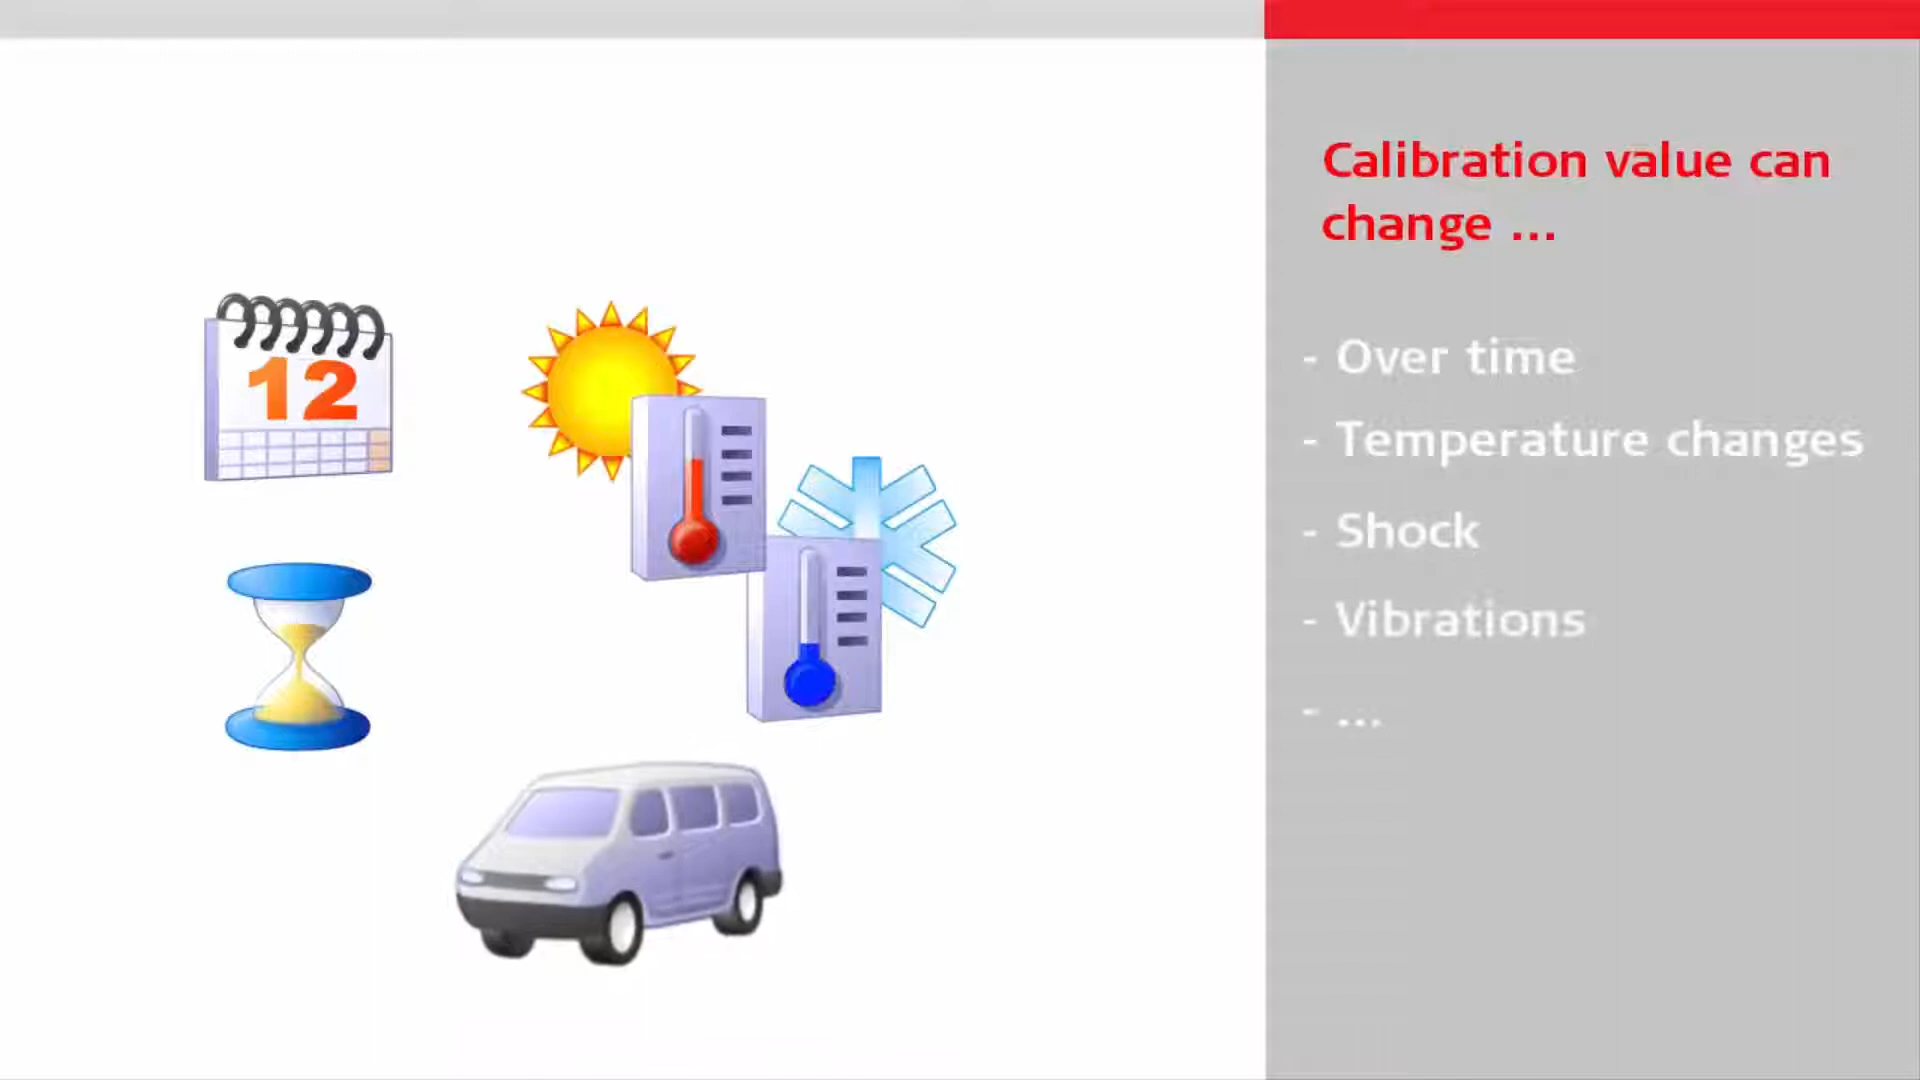 12
Calibration value can
change ...
- Over time
- Temperature changes
- Shock
- Vibrations
- ...